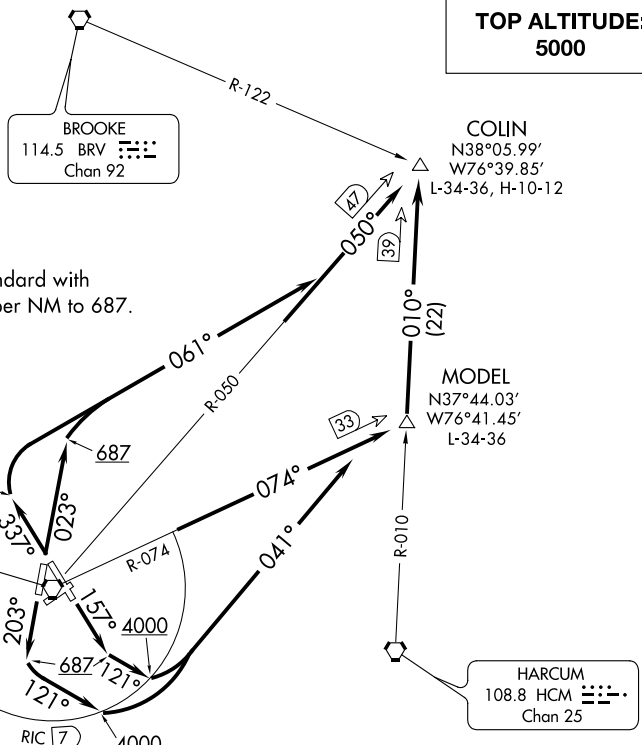 TOP ALTITUDE:
5000
R-122
BROOKE
114.5 BRV
Chan 92
COLIN
N38°05.99′
W76°39.85′
L-34-36, H-10-12
47
39
050°
ndard with
per NM to 687.
061°
010°
(22)
R-050
MODEL
N37°44.03′
W76°41.45′
L-34-36
33
687
074°
023°
337°
041°
R-074
R-010
203°
157°
4000
687
121°
121°
HARCUM
108.8 HCM
Chan 25
RIC 7
4000